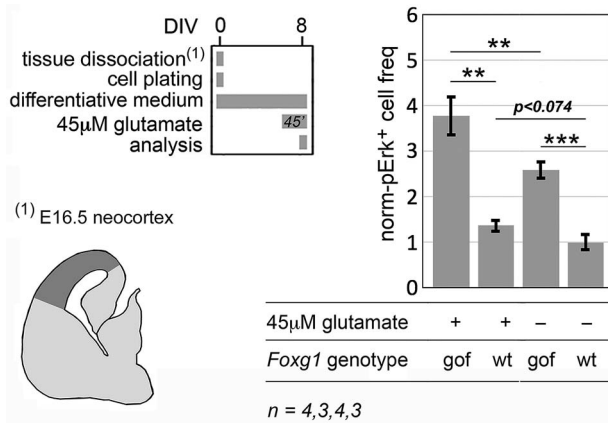 DIV
0 8
tissue dissociation(1)
cell plating
differentiative medium
45μM glutamate 45'
analysis
(1) E16.5 neocortex
norm-pErk+ cell freq
6
5
4
3
2
1
0
**
**
p<0.074
***
45μM glutamate + + – –
Foxg1 genotype gof wt gof wt
n = 4,3,4,3